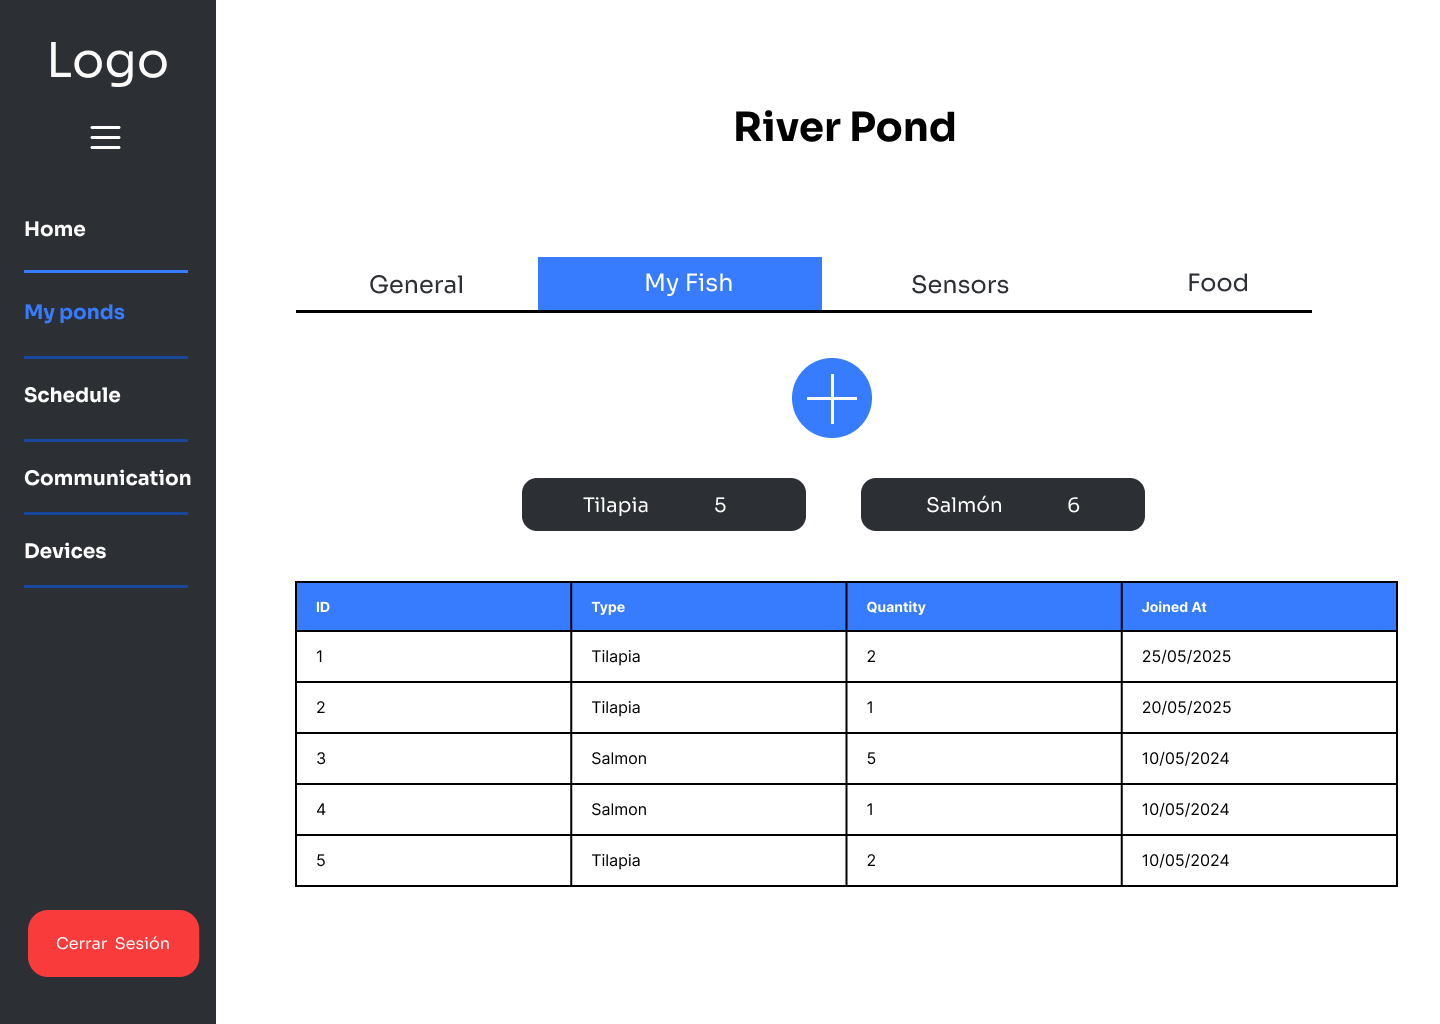 Logo
Home
My ponds
Schedule
Communication
Devices
Cerrar Sesión
River Pond
General My Fish Sensors Food
Tilapia 5 Salmón 6
ID Type Quantity Joined At
1 Tilapia 2 25/05/2025
2 Tilapia 1 20/05/2025
3 Salmon 5 10/05/2024
4 Salmon 1 10/05/2024
5 Tilapia 2 10/05/2024